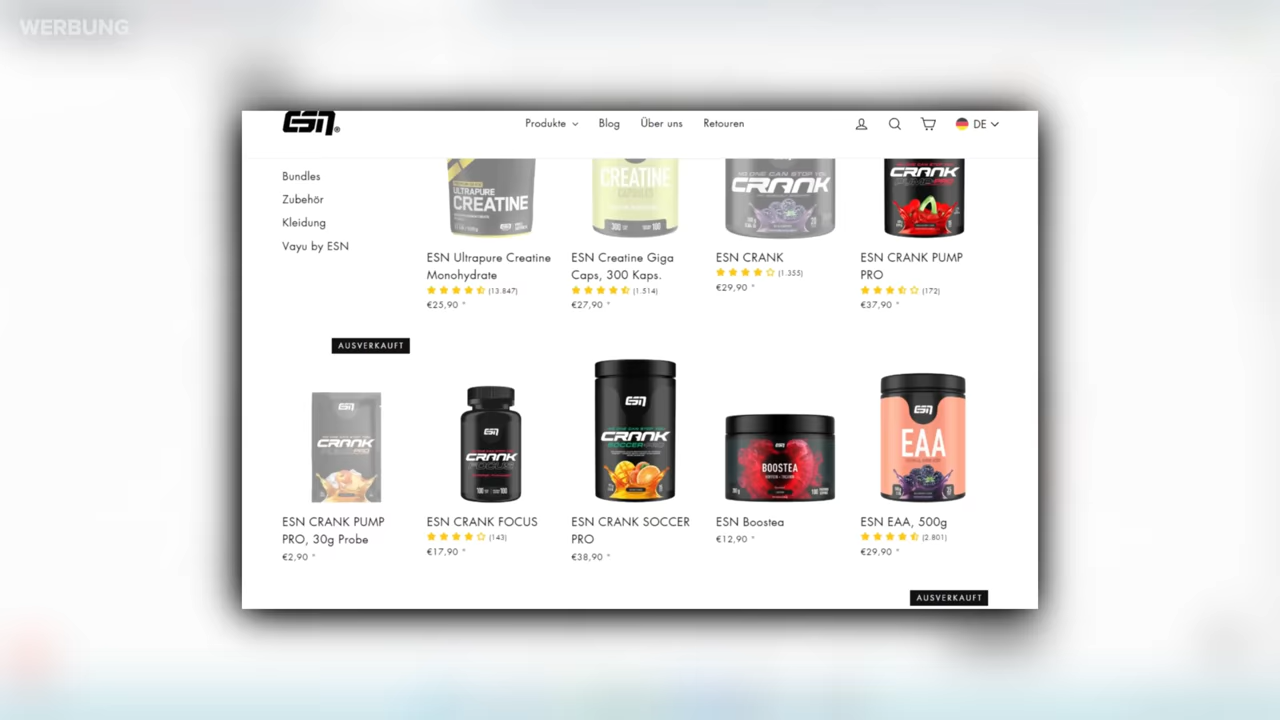 WERBUNG
ESN®
Produkte
Blog
Über uns
Retouren
DE
Bundles
Zubehör
Kleidung
Vayu by ESN
ULTRAPURE
CREATINE
CREATINE
CRANK
CRANK
ESN Ultrapure Creatine
Monohydrate
(13.847)
€25,90 *
ESN Creatine Giga
Caps, 300 Kaps.
(1.514)
€27,90 *
ESN CRANK
(1.355)
€29,90 *
ESN CRANK PUMP
PRO
(172)
€37,90 *
AUSVERKAUFT
ESN
CRANK
PRO
ESN
CRANK
ESN
CRANK
SOCCER PRO
BOOSTEA
ESN
EAA
ESN CRANK PUMP
PRO, 30g Probe
€2,90 *
ESN CRANK FOCUS
(143)
€17,90 *
ESN CRANK SOCCER
PRO
€38,90 *
ESN Boostea
€12,90 *
ESN EAA, 500g
(2.801)
€29,90 *
AUSVERKAUFT